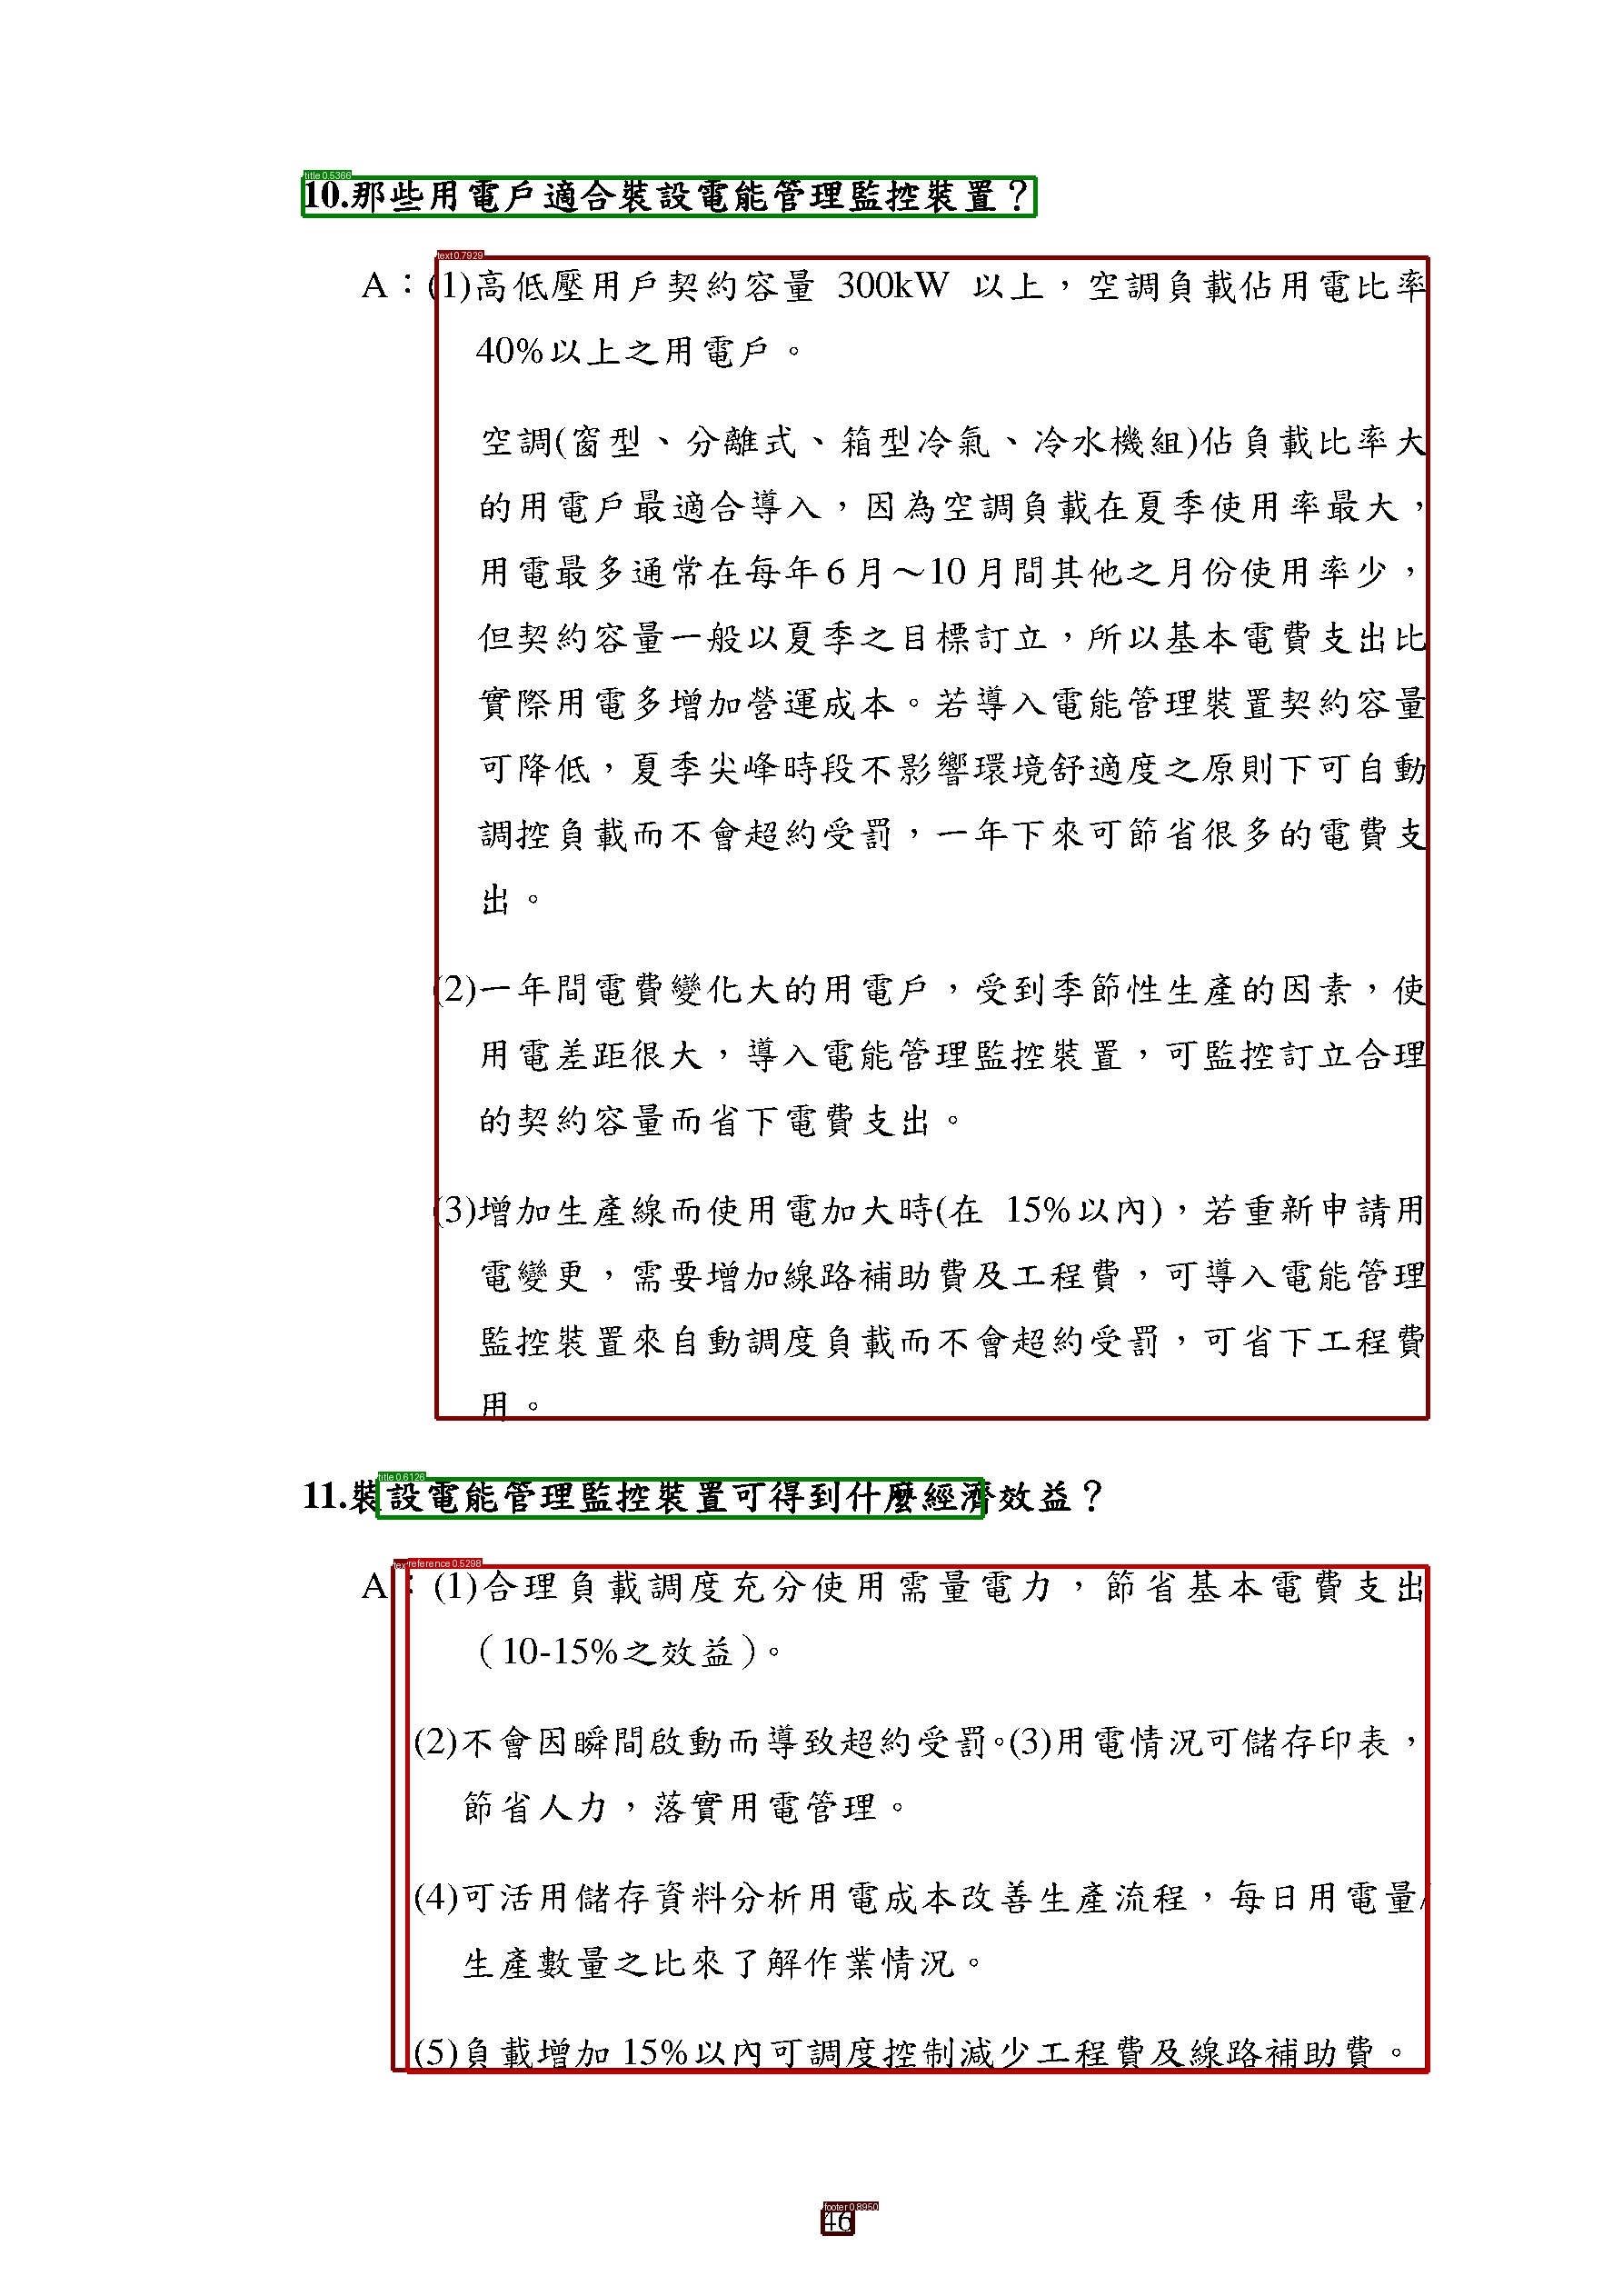 title 0.5366
10.那些用電戶適合裝設電能管理監控裝置？
text 0.7929
A：(1)高低壓用戶契約容量 300kW 以上，空調負載佔用電比率
40%以上之用電戶。
空調(窗型、分離式、箱型冷氣、冷水機組)佔負載比率大
的用電戶最適合導入，因為空調負載在夏季使用率最大，
用電最多通常在每年 6 月～10 月間其他之月份使用率少，
但契約容量一般以夏季之目標訂立，所以基本電費支出比
實際用電多增加營運成本。若導入電能管理裝置契約容量
可降低，夏季尖峰時段不影響環境舒適度之原則下可自動
調控負載而不會超約受罰，一年下來可節省很多的電費支
出。
(2)一年間電費變化大的用電戶，受到季節性生產的因素，使
用電差距很大，導入電能管理監控裝置，可監控訂立合理
的契約容量而省下電費支出。
(3)增加生產線而使用電加大時(在 15%以內)，若重新申請用
電變更，需要增加線路補助費及工程費，可導入電能管理
監控裝置來自動調度負載而不會超約受罰，可省下工程費
用。
title 0.6126
11.裝設電能管理監控裝置可得到什麼經濟效益？
reference 0.5298
A：(1)合理負載調度充分使用需量電力，節省基本電費支出
（10-15%之效益）。
(2)不會因瞬間啟動而導致超約受罰。(3)用電情況可儲存印表，
節省人力，落實用電管理。
(4)可活用儲存資料分析用電成本改善生產流程，每日用電量/
生產數量之比來了解作業情況。
(5)負載增加 15%以內可調度控制減少工程費及線路補助費。
footer 0.8950
46